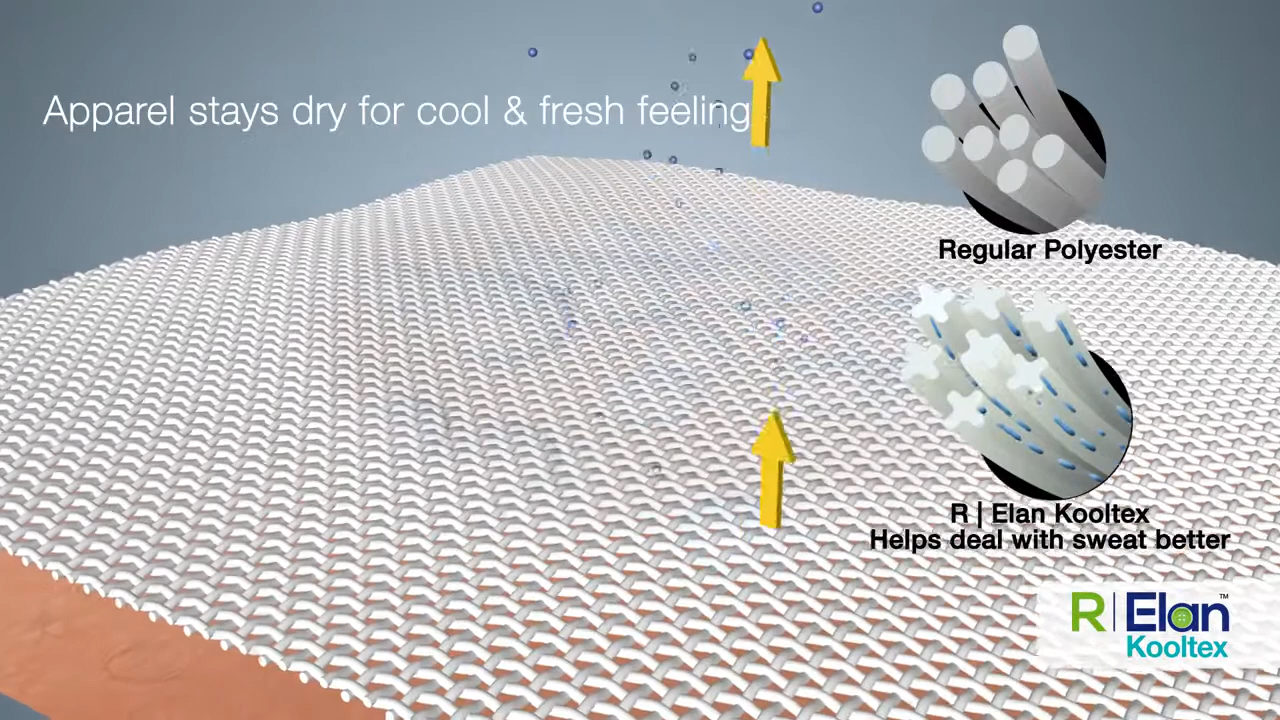 Apparel stays dry for cool & fresh feeling
Regular Polyester
R | Elan Kooltex
Helps deal with sweat better
R | Elan™
Kooltex